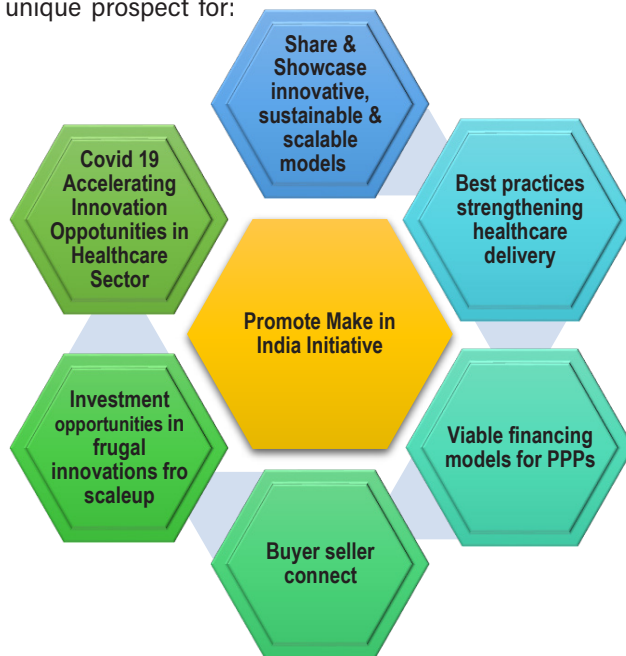 unique prospect for:
Share &
Showcase
innovative,
sustainable &
scalable
models
Best practices
strengthening
healthcare
delivery
Viable financing
models for PPPs
Buyer seller
connect
Investment
opportunities in
frugal
innovations fro
scaleup
Covid 19
Accelerating
Innovation
Oppotunities in
Healthcare
Sector
Promote Make in
India Initiative